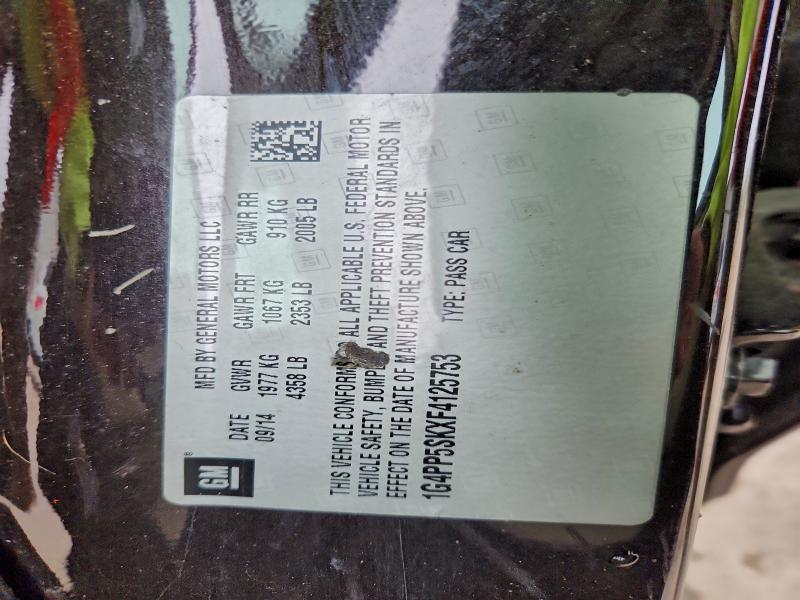 GM®
MFD BY GENERAL MOTORS LLC
DATE GVWR GAWR FRT GAWR RR
09/14 1977 KG 1067 KG 910 KG
4358 LB 2353 LB 2005 LB
THIS VEHICLE CONFORMS ALL APPLICABLE U.S. FEDERAL MOTOR
VEHICLE SAFETY, BUMP AND THEFT PREVENTION STANDARDS IN
EFFECT ON THE DATE OF MANUFACTURE SHOWN ABOVE.
1G4PP5SKXF4125753 TYPE: PASS CAR